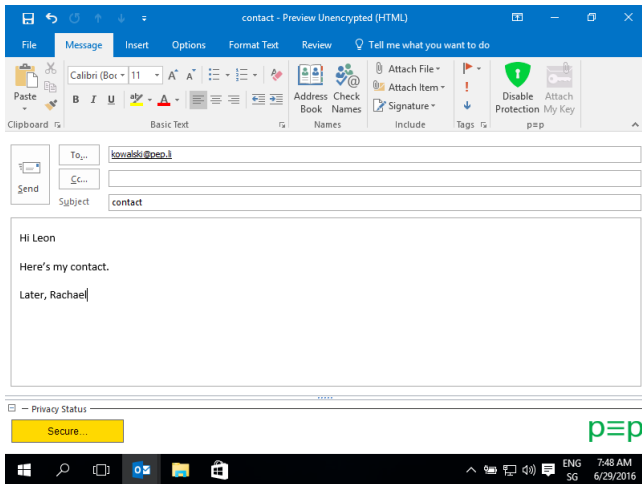 contact - Preview Unencrypted (HTML)
File Message Insert Options Format Text Review Tell me what you want to do
Calibri (Boc 11 A A
Attach File
Attach Item
Signature
Paste
B I U aby A
Address Book
Check Names
Disable Protection
Attach My Key
Clipboard Basic Text Names Include Tags p≡p
Send
To... kowalski@pep.li
Cc...
Subject contact
Hi Leon
Here's my contact.
Later, Rachael
Privacy Status
Secure...
p≡p
ENG 7:48 AM
SG 6/29/2016